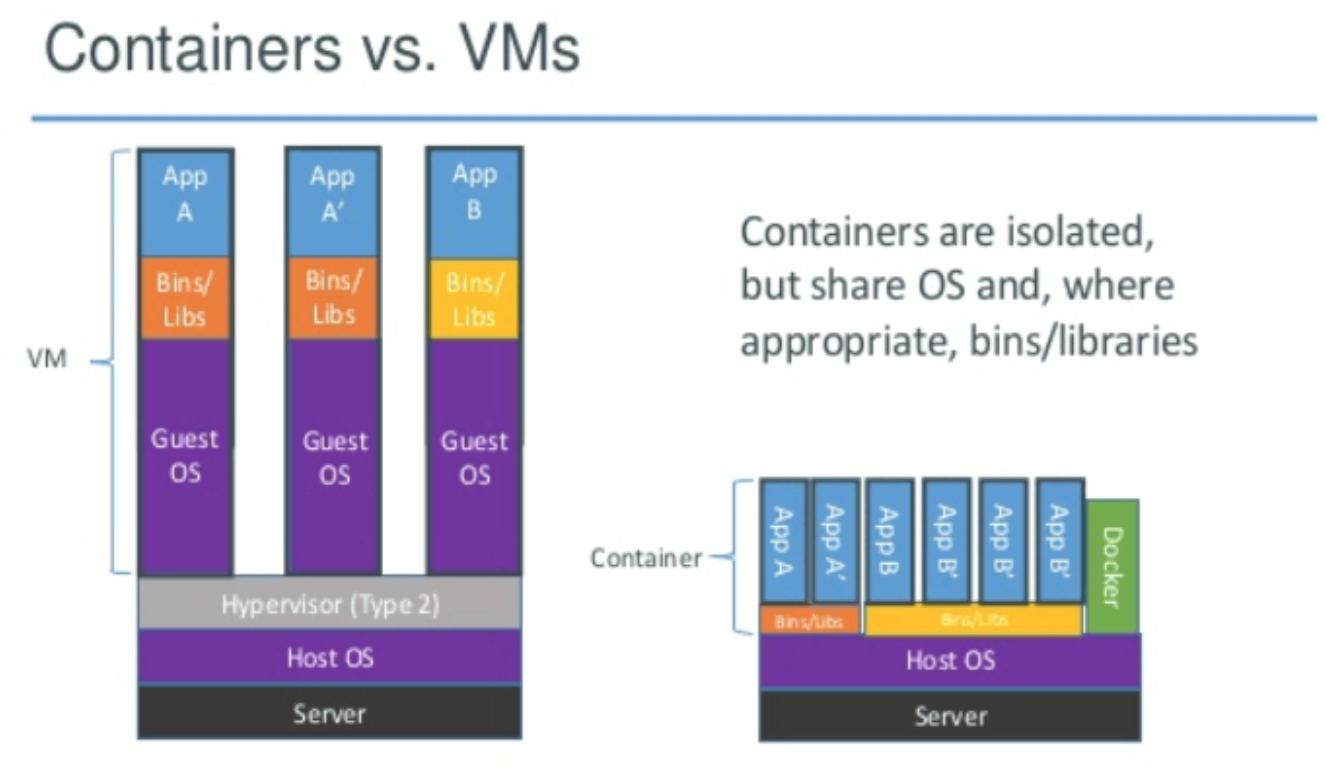 Containers vs. VMs
App
A
App
A′
App
B
Bins/
Libs
Bins/
Libs
Bins/
Libs
VM
Guest
OS
Guest
OS
Guest
OS
Hypervisor (Type 2)
Host OS
Server
Containers are isolated,
but share OS and, where
appropriate, bins/libraries
Container
App A
App A′
App B
App B′
App B′
App B′
Docker
Bins/Libs
Bins/Libs
Host OS
Server